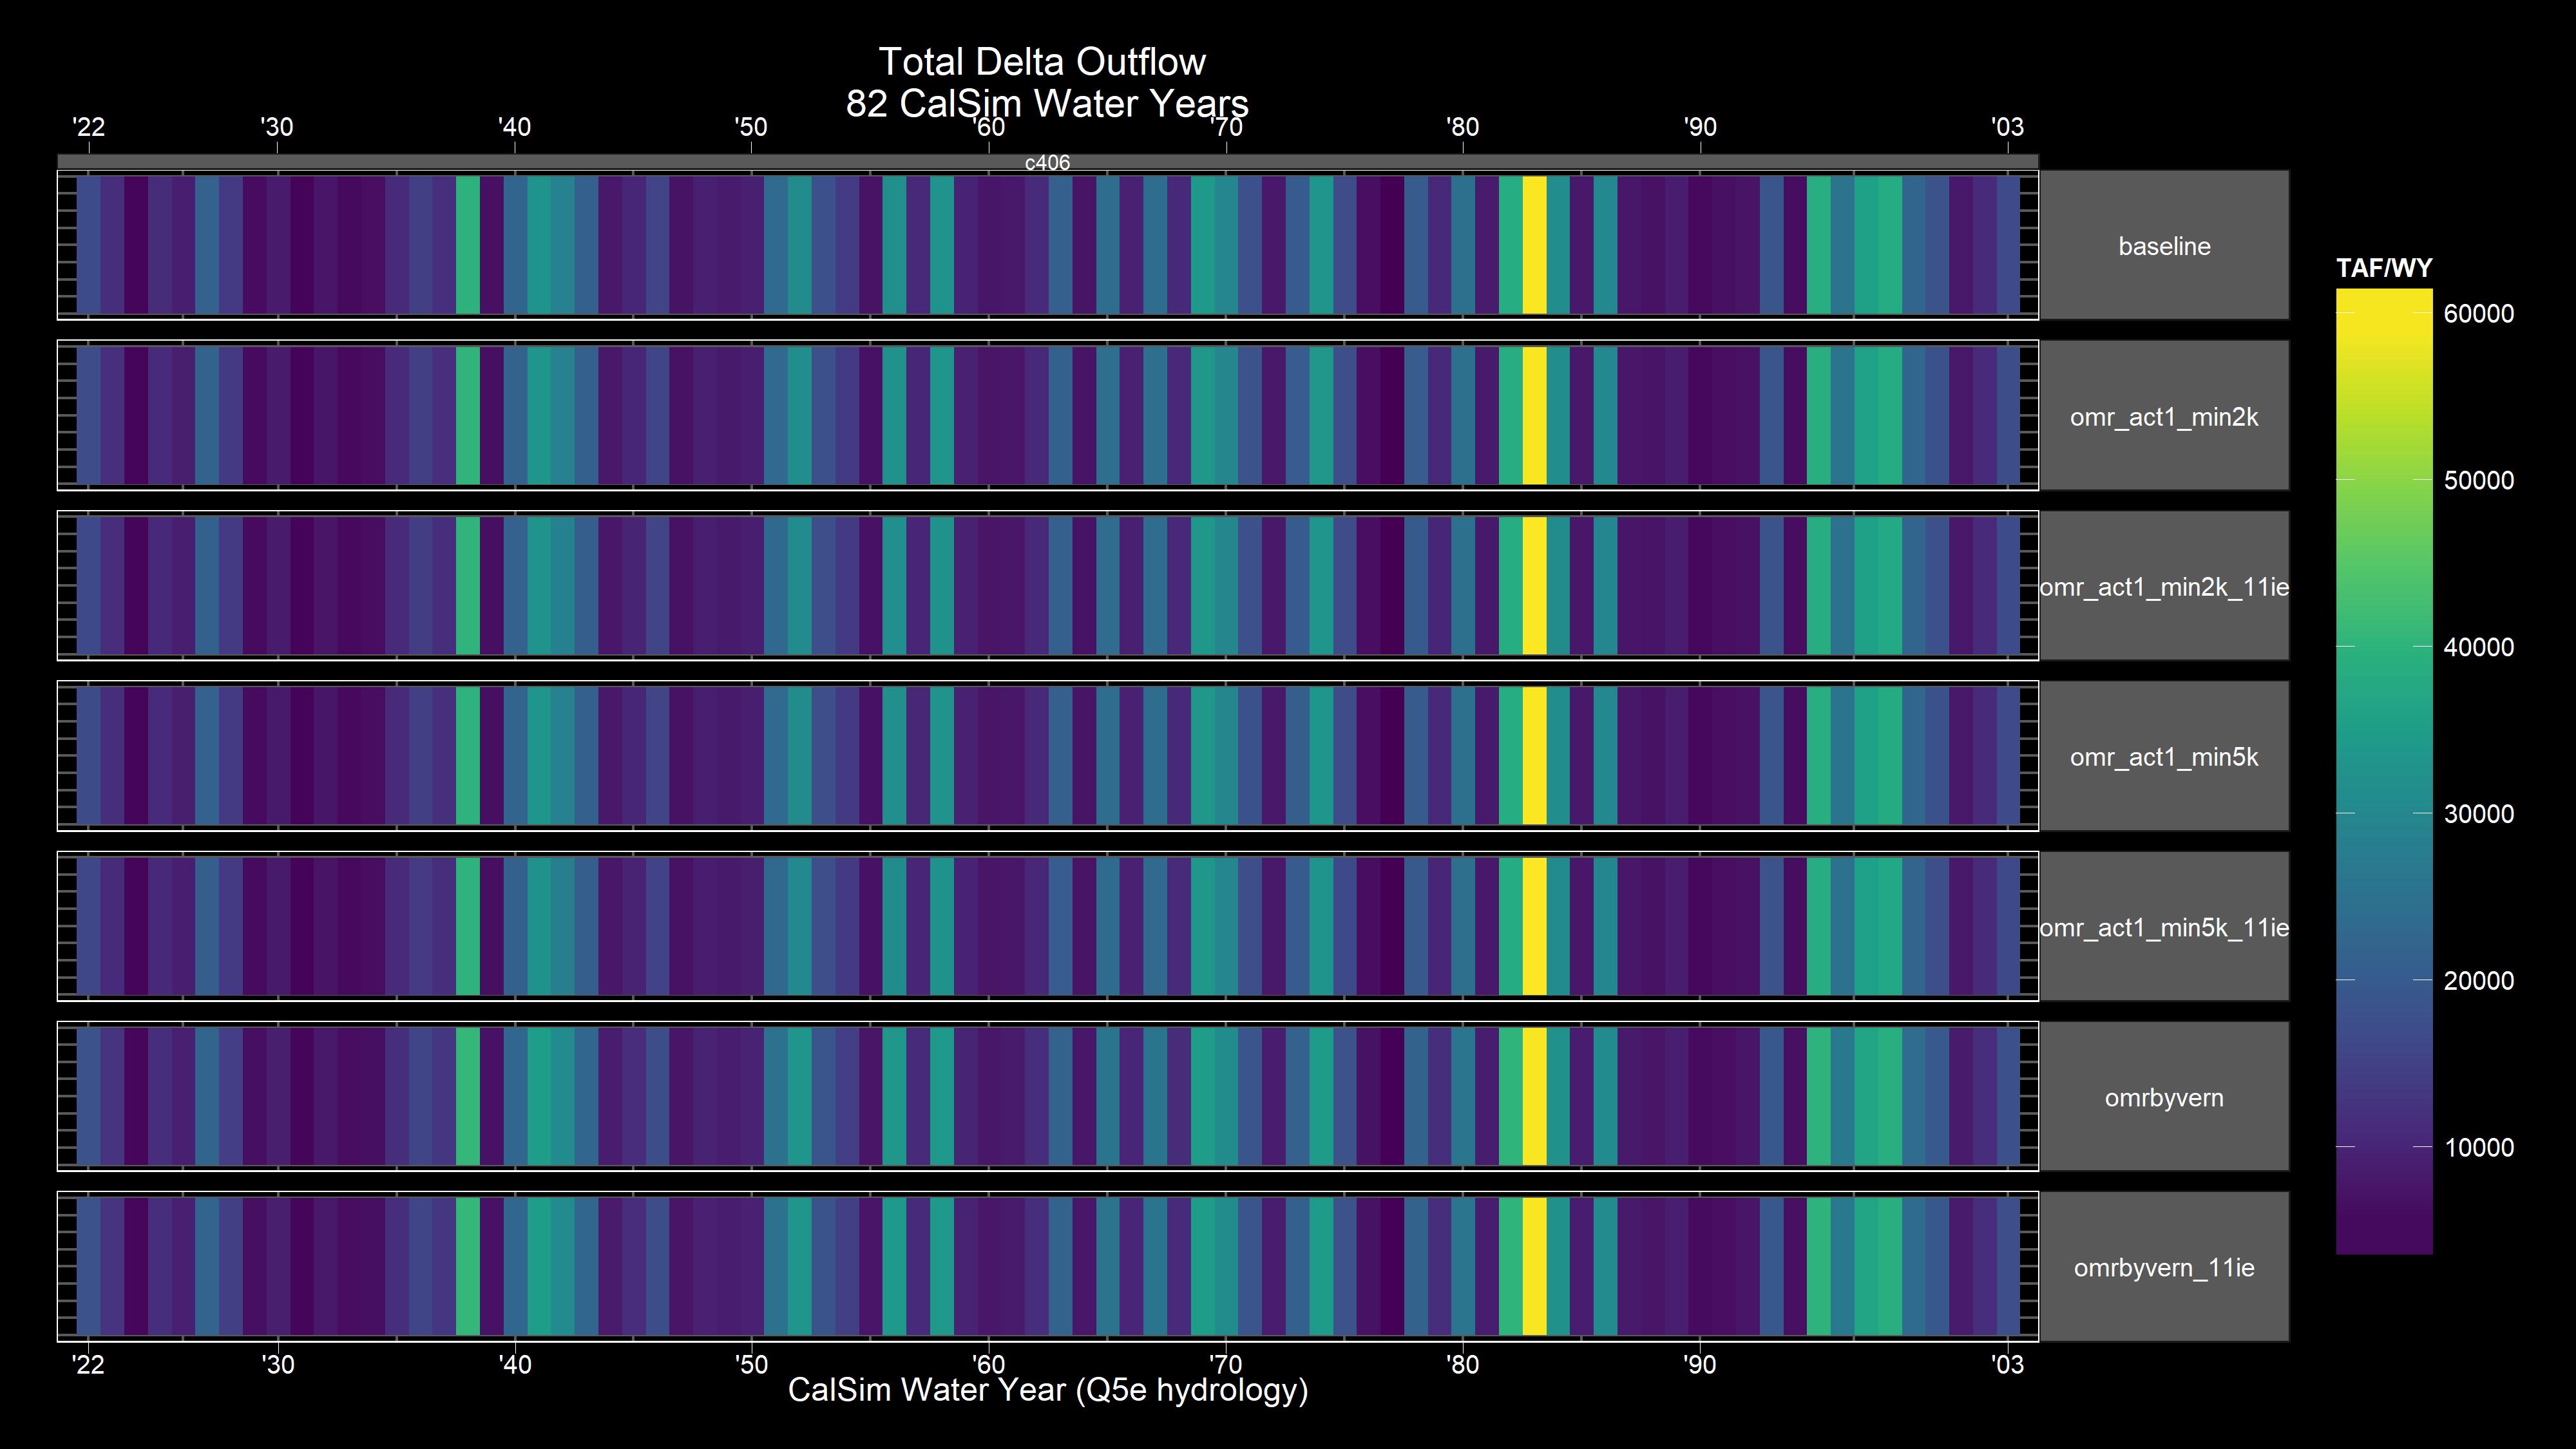 Total Delta Outflow
82 CalSim Water Years
'22 '30 '40 '50 '60 '70 '80 '90 '03
c406
baseline
omr_act1_min2k
omr_act1_min2k_11ie
omr_act1_min5k
omr_act1_min5k_11ie
omrbyvern
omrbyvern_11ie
'22 '30 '40 '50 '60 '70 '80 '90 '03
CalSim Water Year (Q5e hydrology)
TAF/WY
60000
50000
40000
30000
20000
10000